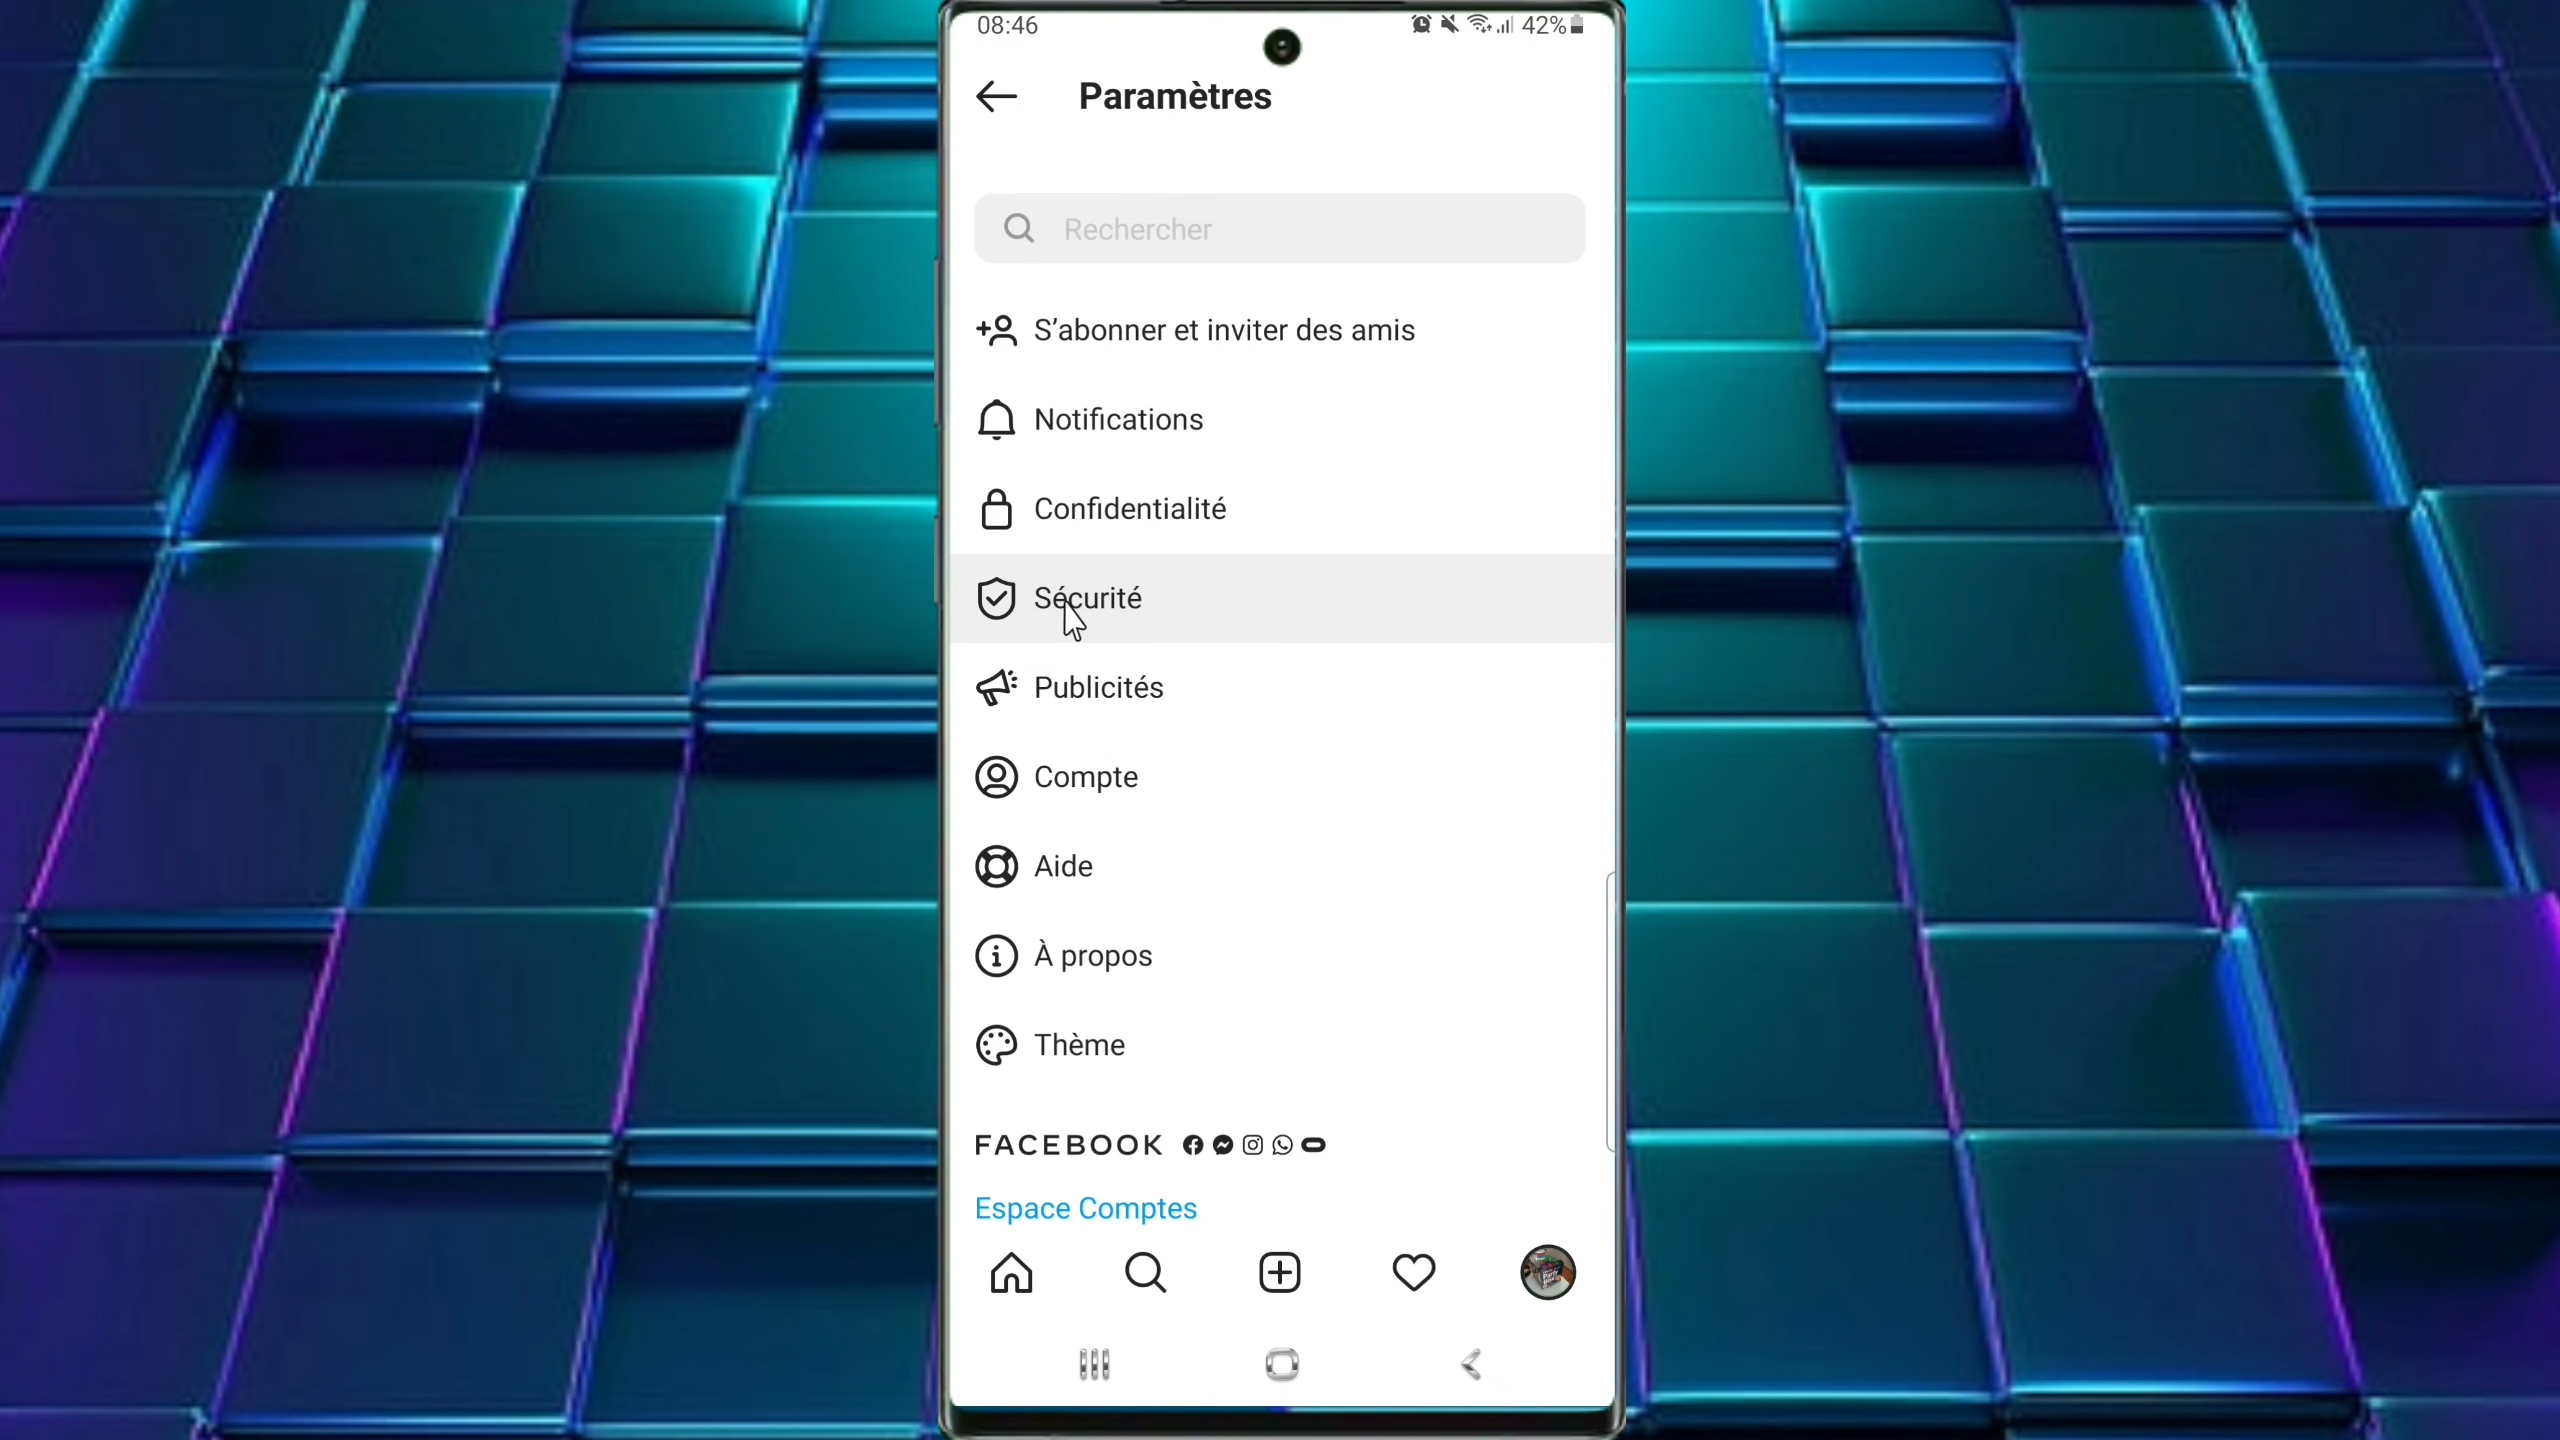 08:46
42%
Paramètres
Rechercher
S’abonner et inviter des amis
Notifications
Confidentialité
Sécurité
Publicités
Compte
Aide
À propos
Thème
FACEBOOK
Espace Comptes